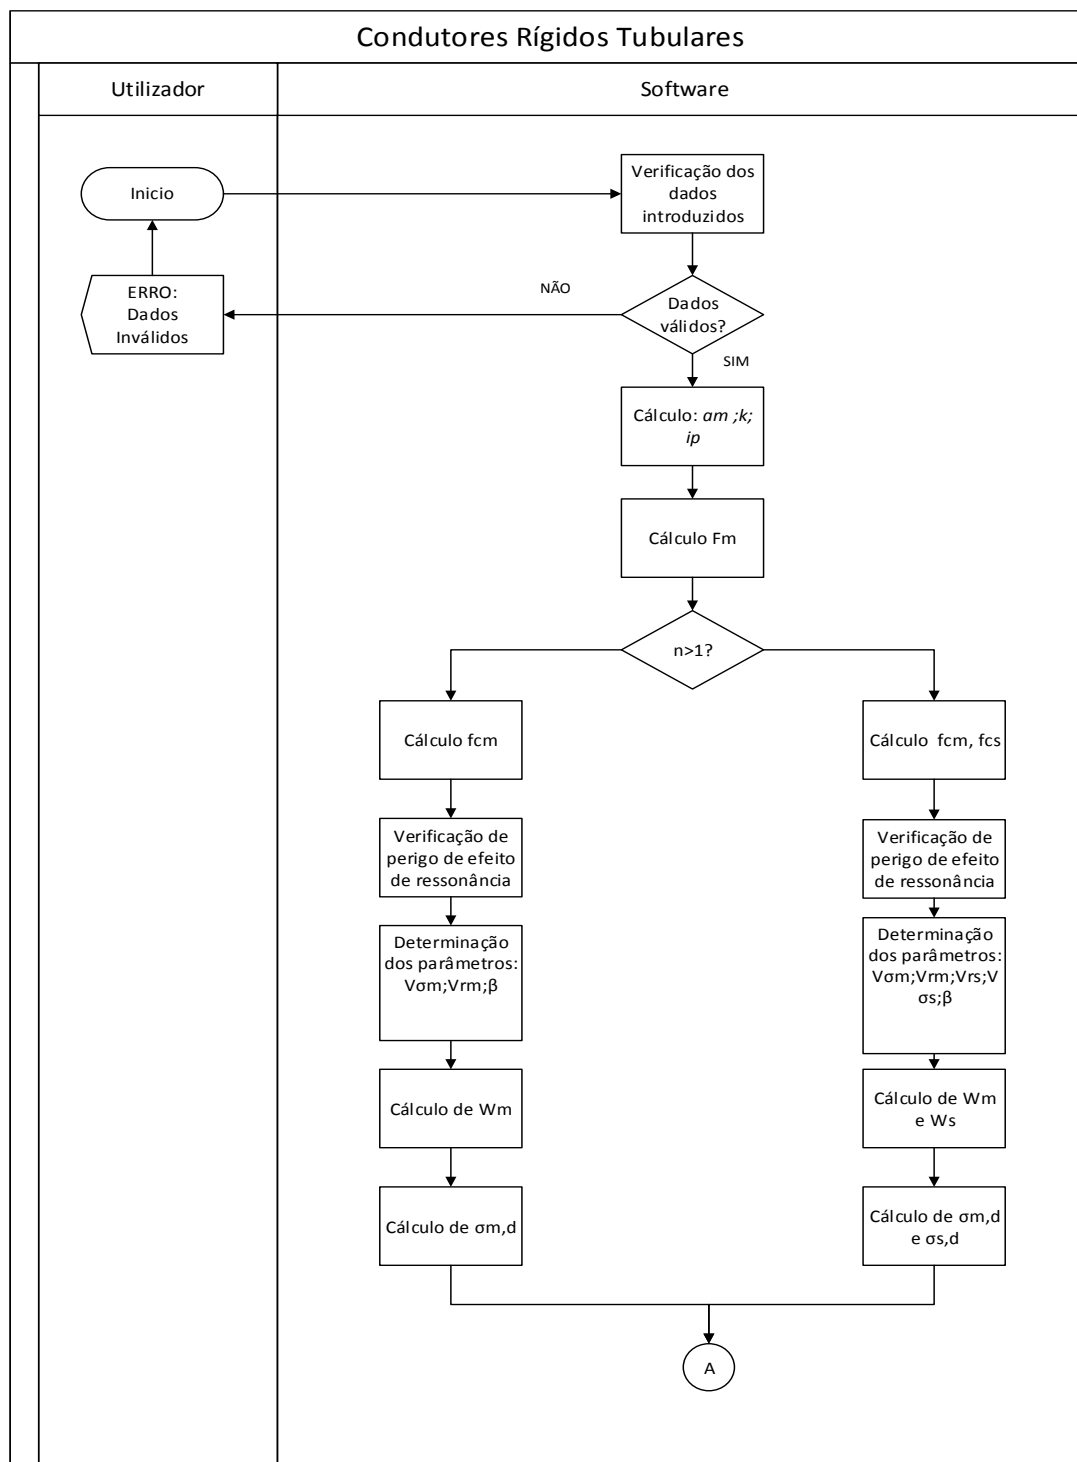 Condutores Rígidos Tubulares
Utilizador
Software
Inicio
Verificação dos
dados
introduzidos
NÃO
ERRO:
Dados
Inválidos
Dados
válidos?
SIM
Cálculo: am ;k;
ip
Cálculo Fm
n>1?
Cálculo fcm
Cálculo fcm, fcs
Verificação de
perigo de efeito
de ressonância
Verificação de
perigo de efeito
de ressonância
Determinação
dos parâmetros:
Vσm;Vrm;β
Determinação
dos parâmetros:
Vσm;Vrm;Vrs;V
σs;β
Cálculo de Wm
Cálculo de Wm
e Ws
Cálculo de σm,d
Cálculo de σm,d
e σs,d
A